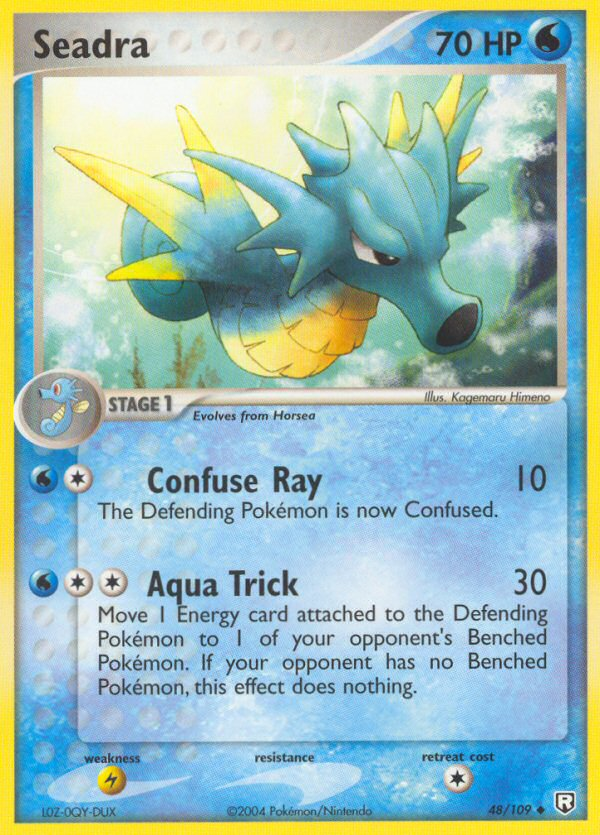 Seadra
70 HP
Illus. Kagemaru Himeno
STAGE 1
Evolves from Horsea
Confuse Ray 10
The Defending Pokémon is now Confused.
Aqua Trick 30
Move 1 Energy card attached to the Defending
Pokémon to 1 of your opponent's Benched
Pokémon. If your opponent has no Benched
Pokémon, this effect does nothing.
weakness resistance retreat cost
L0Z-0QY-DUX ©2004 Pokémon/Nintendo 48/109 ◆ R